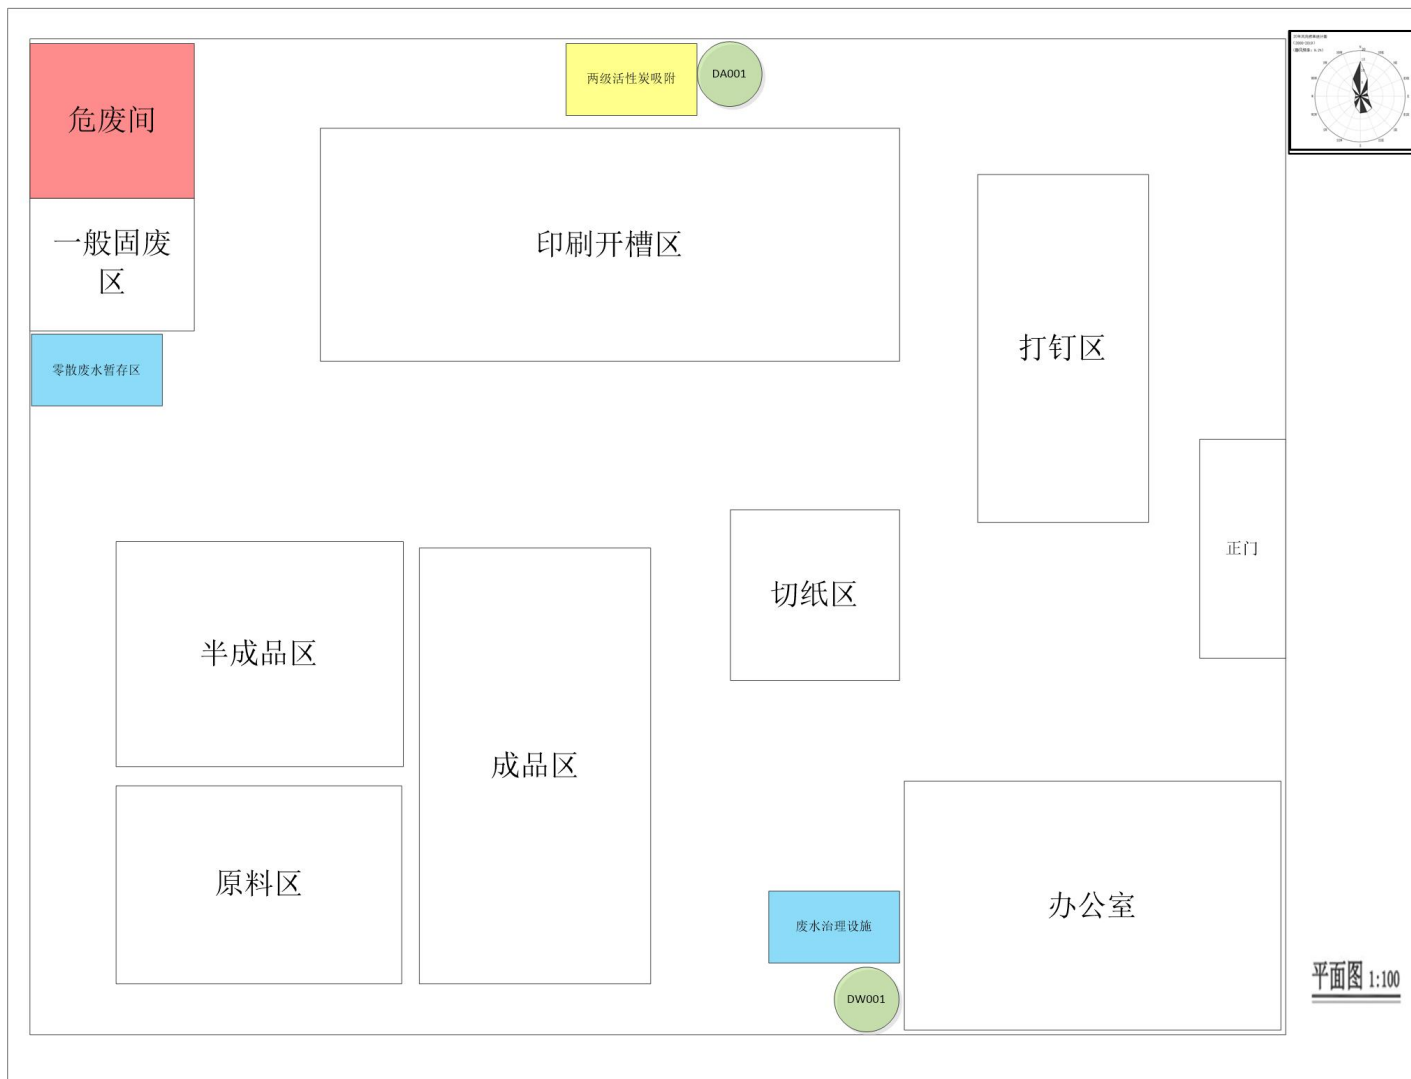 两级活性炭吸附
DA001
危废间
一般固废
区
印刷开槽区
打钉区
零散废水暂存区
正门
切纸区
半成品区
成品区
原料区
办公室
废水治理设施
DW001
平面图 1:100